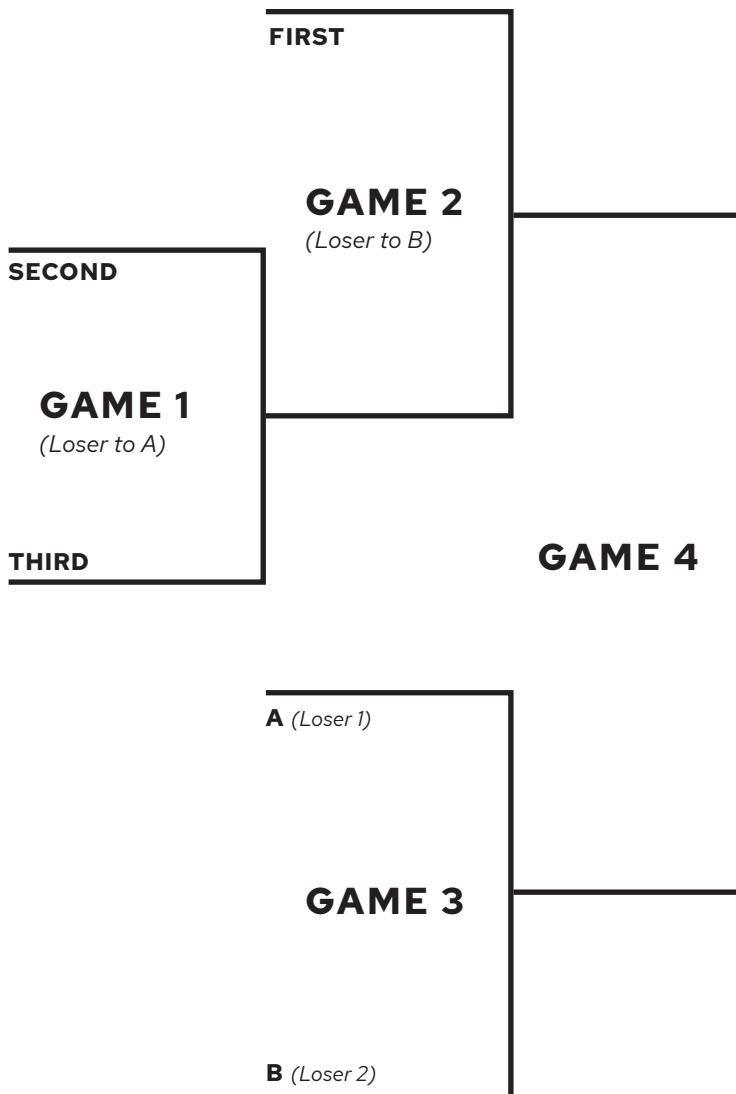 FIRST
GAME 2
(Loser to B)
SECOND
GAME 1
(Loser to A)
THIRD
GAME 4
A (Loser 1)
GAME 3
B (Loser 2)